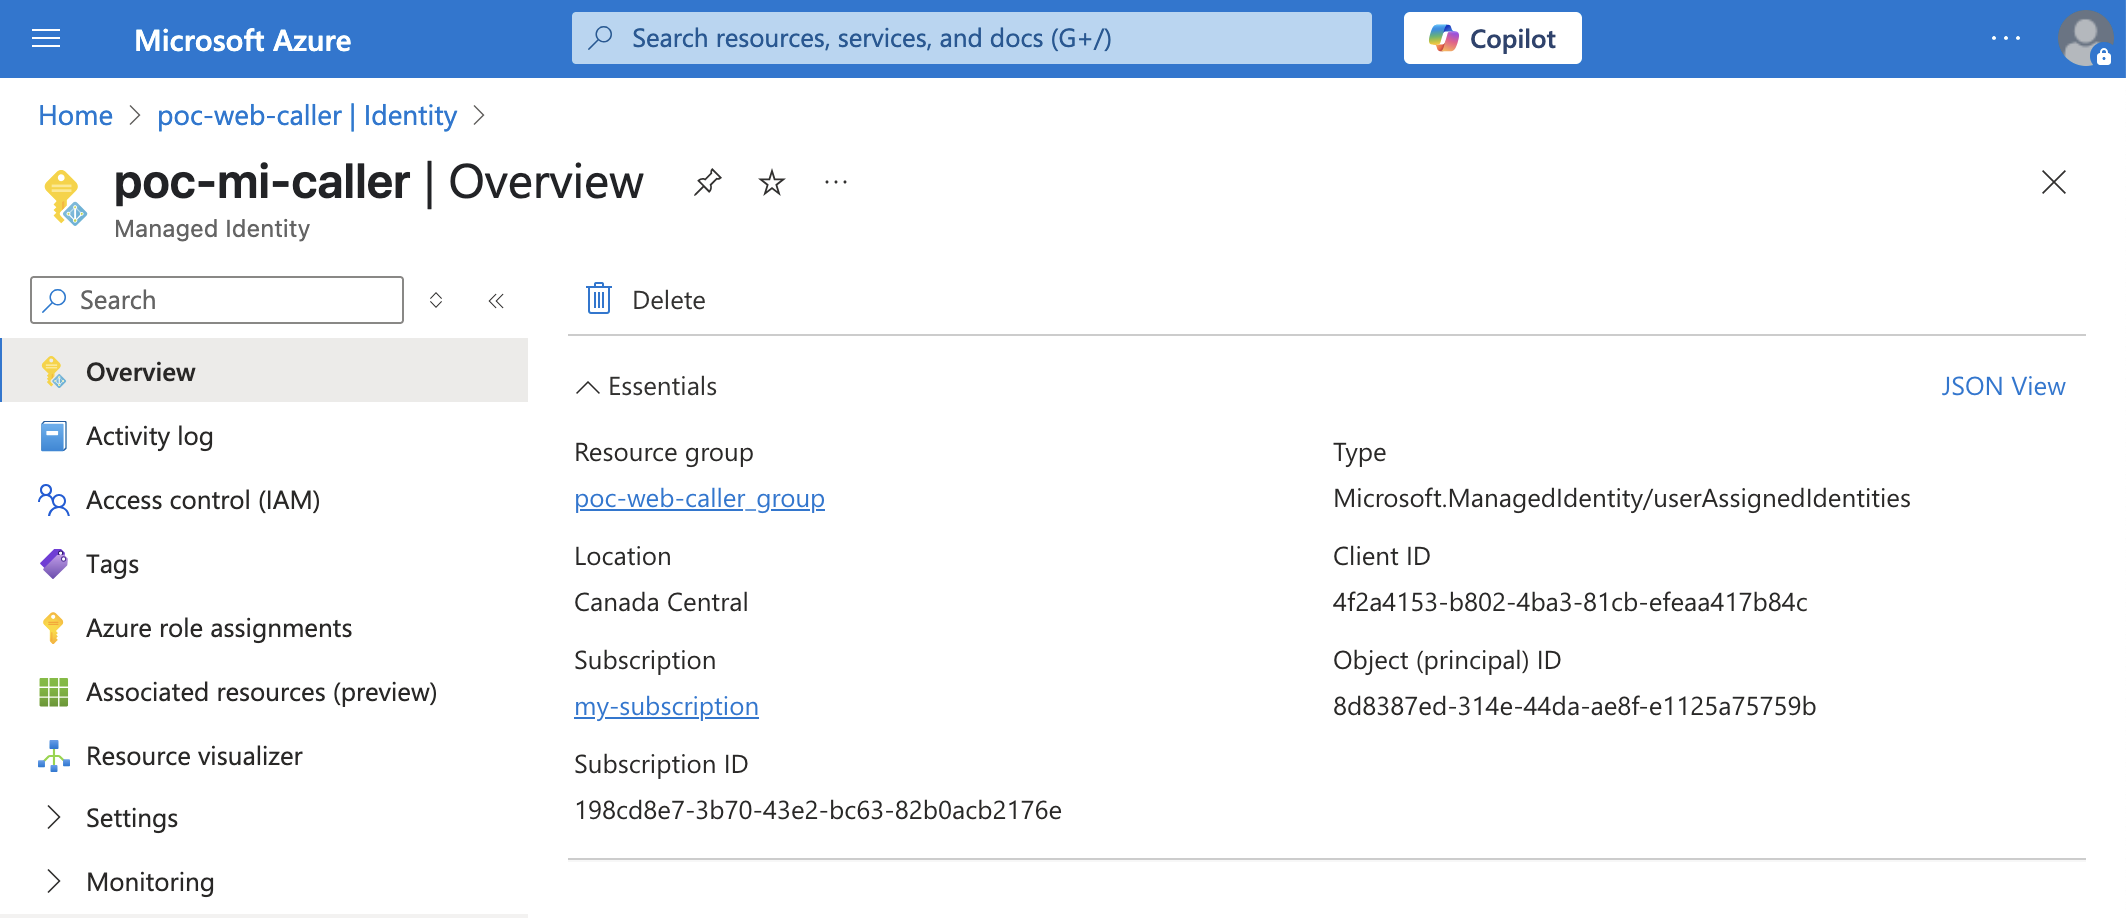 Microsoft Azure
Search resources, services, and docs (G+/)
Copilot
Home > poc-web-caller | Identity >
poc-mi-caller | Overview
Managed Identity
Search
Delete
Overview
Activity log
Access control (IAM)
Tags
Azure role assignments
Associated resources (preview)
Resource visualizer
Settings
Monitoring
Essentials
JSON View
Resource group
poc-web-caller_group
Location
Canada Central
Subscription
my-subscription
Subscription ID
198cd8e7-3b70-43e2-bc63-82b0acb2176e
Type
Microsoft.ManagedIdentity/userAssignedIdentities
Client ID
4f2a4153-b802-4ba3-81cb-efeaa417b84c
Object (principal) ID
8d8387ed-314e-44da-ae8f-e1125a75759b